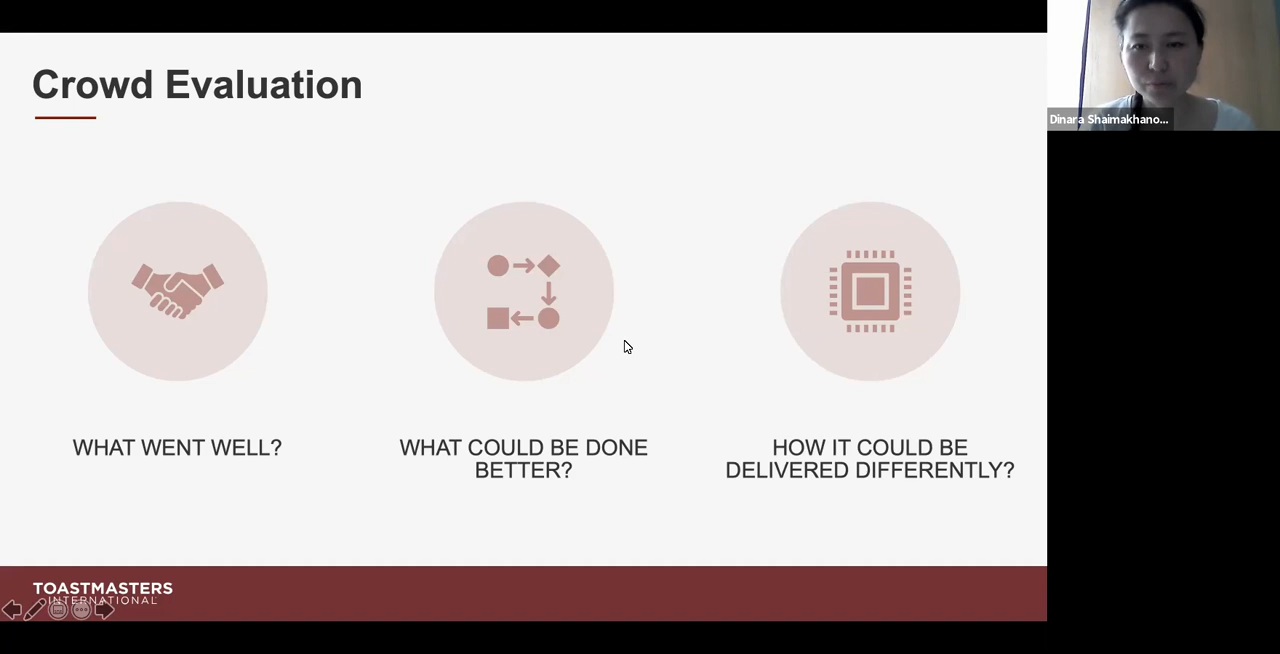 Crowd Evaluation
WHAT WENT WELL?
WHAT COULD BE DONE
BETTER?
HOW IT COULD BE
DELIVERED DIFFERENTLY?
TOASTMASTERS
INTERNATIONAL
Dinara Shaimakhano...